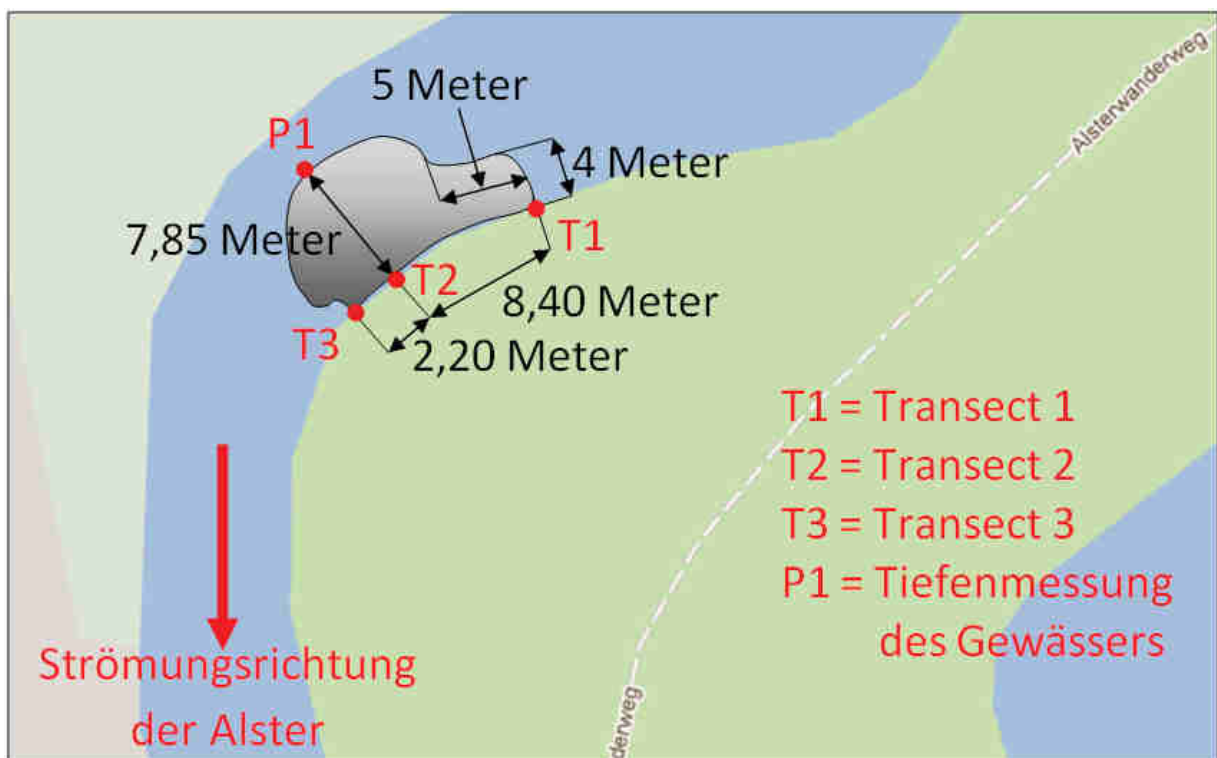 5 Meter
P1
4 Meter
7,85 Meter
T1
T2
8,40 Meter
T3
2,20 Meter
Alsterwanderweg
T1 = Transect 1
T2 = Transect 2
T3 = Transect 3
P1 = Tiefenmessung
des Gewässers
Strömungsrichtung
der Alster
derweg